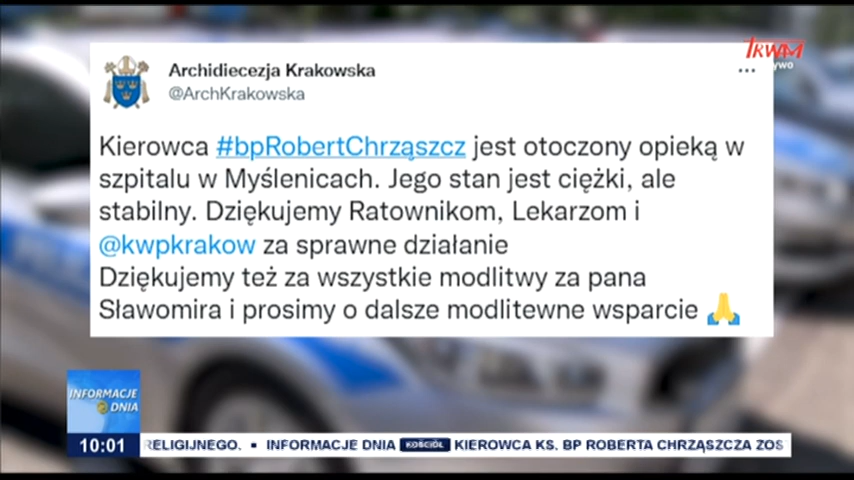 TRWAM
żywo
Archidiecezja Krakowska
@ArchKrakowska
Kierowca #bpRobertChrząszcz jest otoczony opieką w
szpitalu w Myślenicach. Jego stan jest ciężki, ale
stabilny. Dziękujemy Ratownikom, Lekarzom i
@kwpkrakow za sprawne działanie
Dziękujemy też za wszystkie modlitwy za pana
Sławomira i prosimy o dalsze modlitewne wsparcie 🙏
INFORMACJE
DNIA
10:01 RELIGIJNEGO. ▪ INFORMACJE DNIA KOŚCIÓŁ KIEROWCA KS. BP ROBERTA CHRZĄSZCZA ZOS